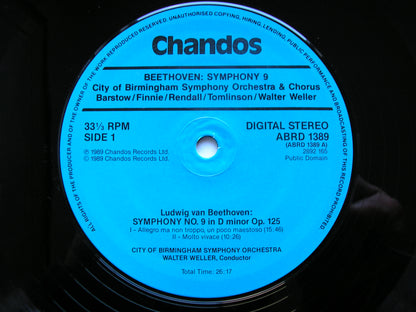 ALL RIGHTS OF THE PRODUCER AND OF THE OWNER OF THE WORK REPRODUCED RESERVED. UNAUTHORISED COPYING, HIRING, LENDING, PUBLIC PERFORMANCE AND BROADCASTING OF THIS RECORD PROHIBITED
Chandos
BEETHOVEN: SYMPHONY 9
City of Birmingham Symphony Orchestra & Chorus
Barstow/Finnie/Rendall/Tomlinson/Walter Weller
33⅓ RPM
SIDE 1
℗ 1989 Chandos Records Ltd.
© 1989 Chandos Records Ltd.
DIGITAL STEREO
ABRD 1389
(ABRD 1389 A)
2892 165
Public Domain
Ludwig van Beethoven:
SYMPHONY NO. 9 in D minor Op. 125
I - Allegro ma non troppo, un poco maestoso (15:46)
II - Molto vivace (10:26)
CITY OF BIRMINGHAM SYMPHONY ORCHESTRA
WALTER WELLER, Conductor
Total Time: 26:17